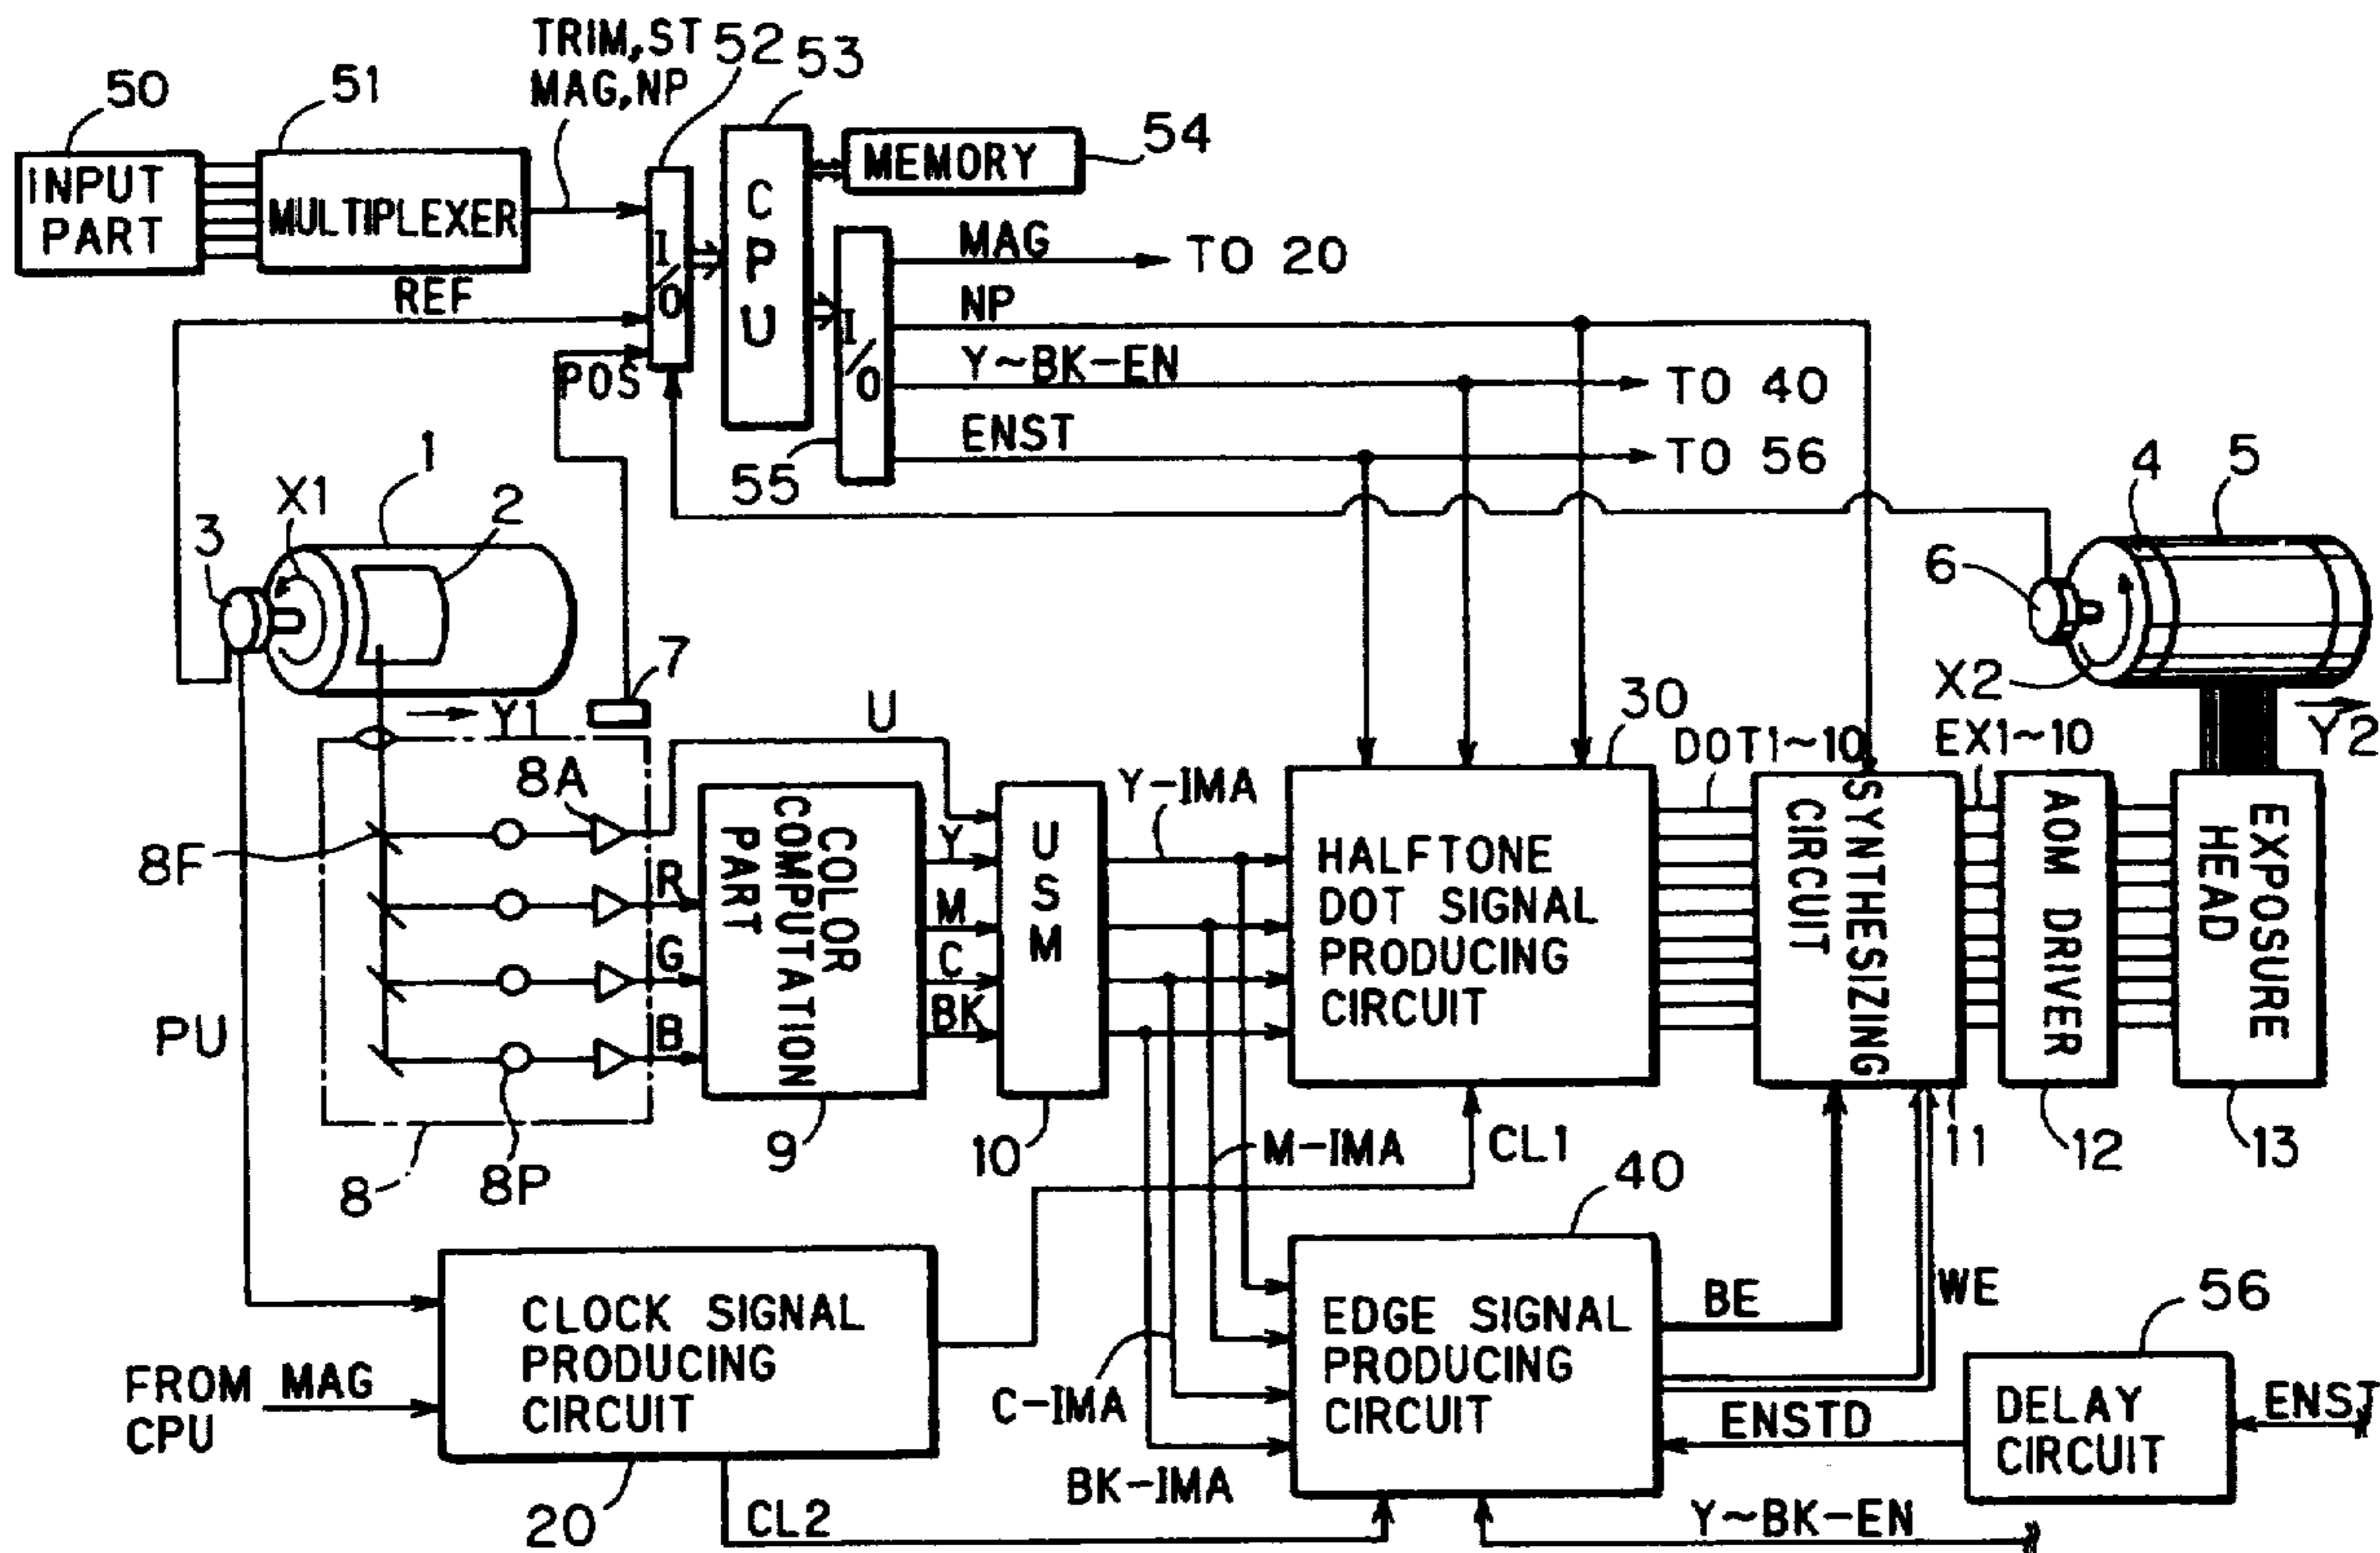 TRIM,ST
MAG,NP
52
53
50
51
54
INPUT
PART
MULTIPLEXER
I/O
CPU
MEMORY
REF
POS
I/O
MAG
TO 20
NP
Y~BK-EN
TO 40
ENST
TO 56
55
X1
1
2
3
4
5
6
X2
Y2
7
Y1
U
8A
8F
R
G
B
8P
8
PU
COLOR
COMPUTATION
PART
9
Y
M
C
BK
USM
10
Y-IMA
M-IMA
C-IMA
BK-IMA
30
HALFTONE
DOT SIGNAL
PRODUCING
CIRCUIT
CL1
DOT1~10
SYNTHESIZING
CIRCUIT
11
EX1~10
AOM DRIVER
12
EXPOSURE
HEAD
13
FROM
CPU
MAG
CLOCK SIGNAL
PRODUCING
CIRCUIT
20
CL2
40
EDGE SIGNAL
PRODUCING
CIRCUIT
BE
WE
ENSTD
56
DELAY
CIRCUIT
ENST
Y~BK-EN